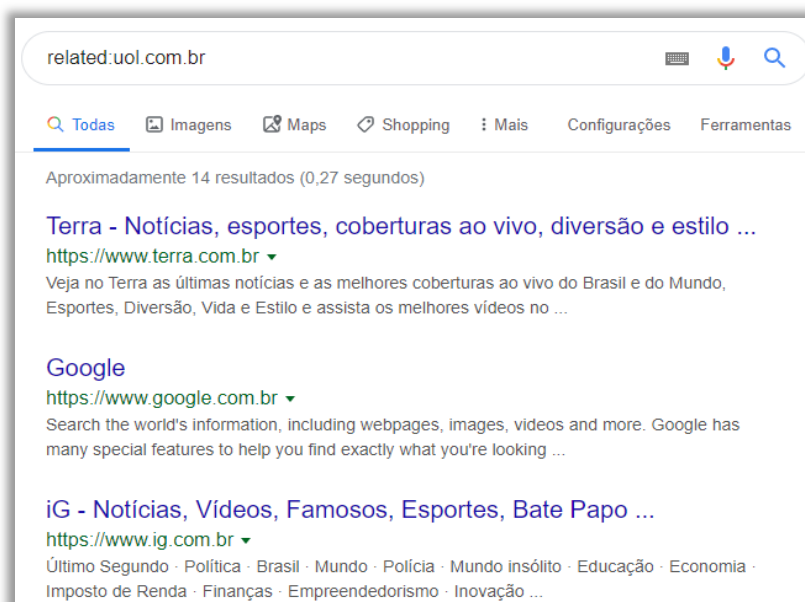 related:uol.com.br
Todas Imagens Maps Shopping Mais Configurações Ferramentas
Aproximadamente 14 resultados (0,27 segundos)
Terra - Notícias, esportes, coberturas ao vivo, diversão e estilo ...
https://www.terra.com.br
Veja no Terra as últimas notícias e as melhores coberturas ao vivo do Brasil e do Mundo,
Esportes, Diversão, Vida e Estilo e assista os melhores vídeos no ...
Google
https://www.google.com.br
Search the world's information, including webpages, images, videos and more. Google has
many special features to help you find exactly what you're looking ...
iG - Notícias, Vídeos, Famosos, Esportes, Bate Papo ...
https://www.ig.com.br
Último Segundo · Política · Brasil · Mundo · Polícia · Mundo insólito · Educação · Economia ·
Imposto de Renda · Finanças · Empreendedorismo · Inovação ...